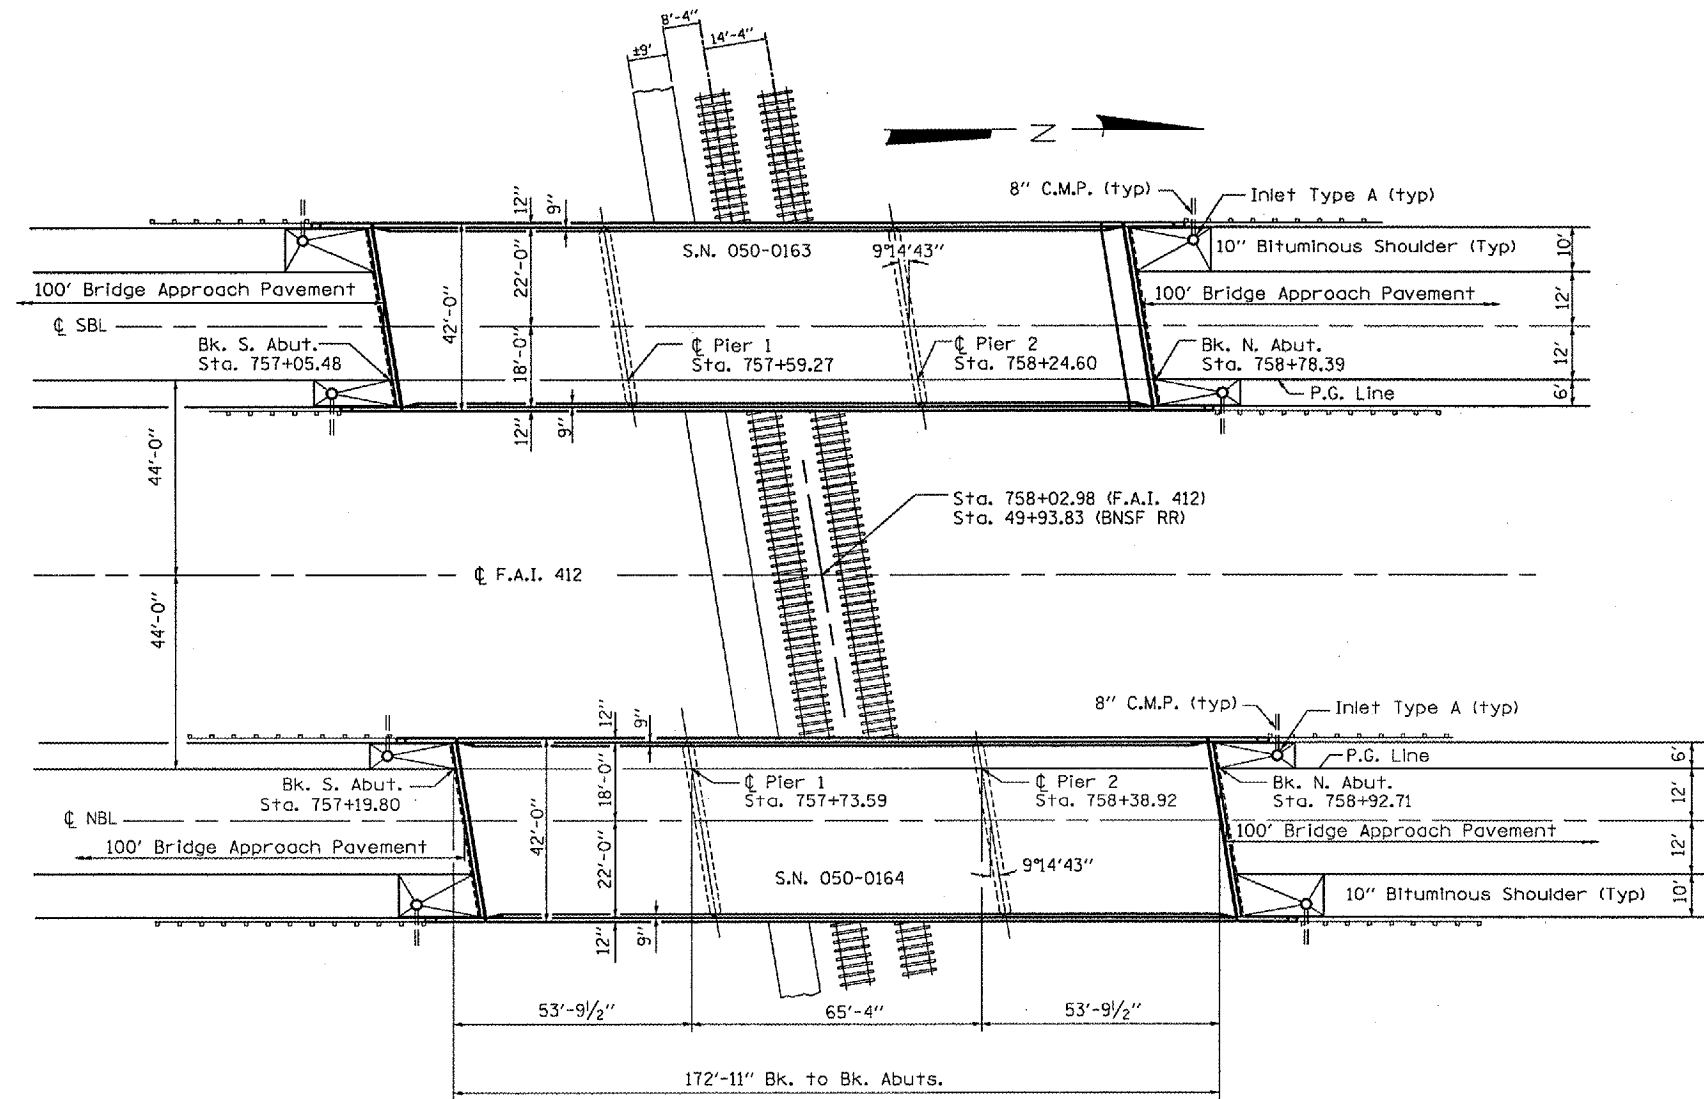 8'-4"
±9'
14'-4"
N
8" C.M.P. (typ)
Inlet Type A (typ)
12"
9"
S.N. 050-0163
9°14'43"
10" Bituminous Shoulder (Typ)
10'
22'-0"
42'-0"
100' Bridge Approach Pavement
100' Bridge Approach Pavement
12'
℄ SBL
Bk. S. Abut.
Sta. 757+05.48
18'-0"
℄ Pier 1
Sta. 757+59.27
℄ Pier 2
Sta. 758+24.60
Bk. N. Abut.
Sta. 758+78.39
12'
P.G. Line
6'
12"
9"
44'-0"
Sta. 758+02.98 (F.A.I. 412)
Sta. 49+93.83 (BNSF RR)
℄ F.A.I. 412
44'-0"
8" C.M.P. (typ)
Inlet Type A (typ)
12"
9"
P.G. Line
6'
Bk. S. Abut.
Sta. 757+19.80
18'-0"
℄ Pier 1
Sta. 757+73.59
℄ Pier 2
Sta. 758+38.92
Bk. N. Abut.
Sta. 758+92.71
12'
℄ NBL
42'-0"
100' Bridge Approach Pavement
100' Bridge Approach Pavement
12'
22'-0"
S.N. 050-0164
9°14'43"
10" Bituminous Shoulder (Typ)
10'
12"
9"
53'-9½"
65'-4"
53'-9½"
172'-11" Bk. to Bk. Abuts.